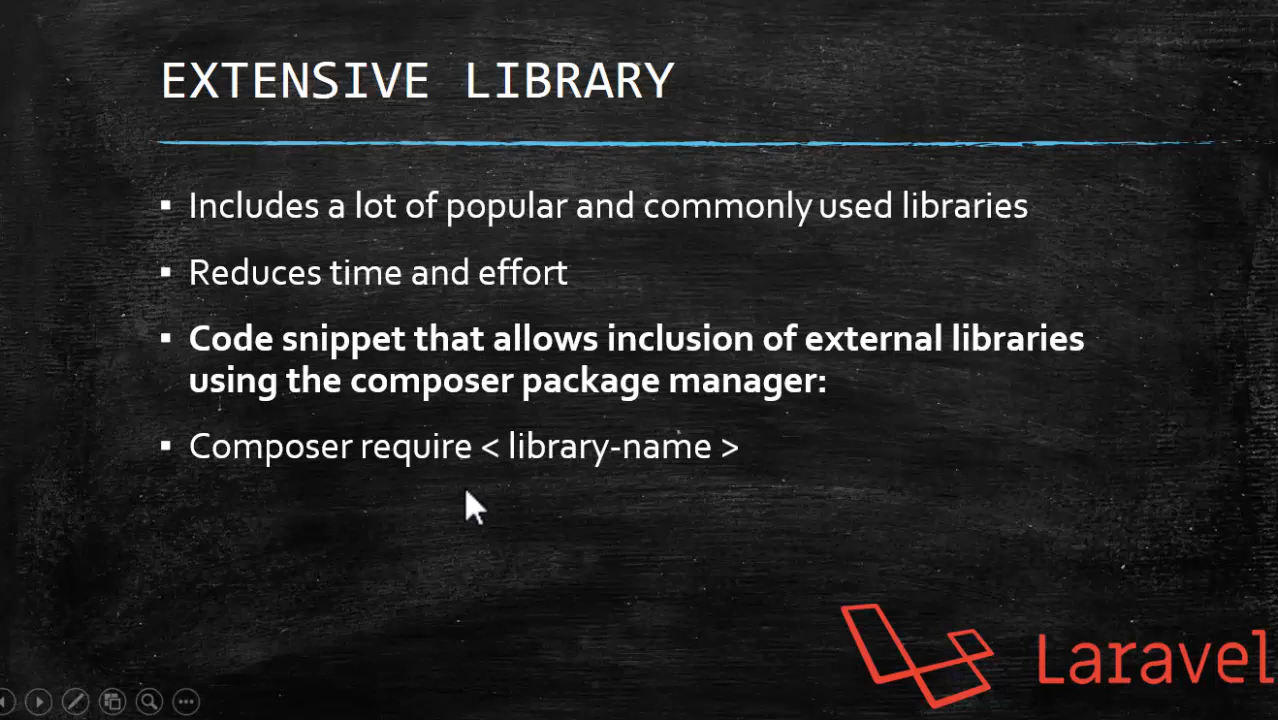 EXTENSIVE LIBRARY
▪ Includes a lot of popular and commonly used libraries
▪ Reduces time and effort
▪ Code snippet that allows inclusion of external libraries
using the composer package manager:
▪ Composer require < library-name >
Laravel